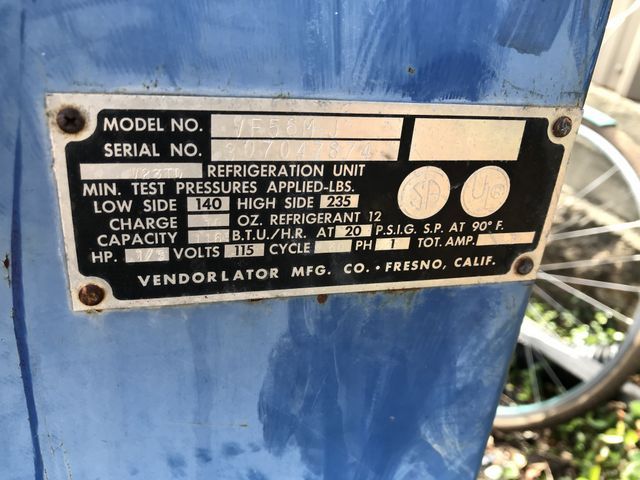 MODEL NO. VF56MJ
SERIAL NO.
REFRIGERATION UNIT
MIN. TEST PRESSURES APPLIED-LBS.
LOW SIDE 140 HIGH SIDE 235
CHARGE OZ. REFRIGERANT 12
CAPACITY B.T.U./H.R. AT 20 P.S.I.G. S.P. AT 90° F.
HP. VOLTS 115 CYCLE PH 1 TOT. AMP.
VENDORLATOR MFG. CO. • FRESNO, CALIF.